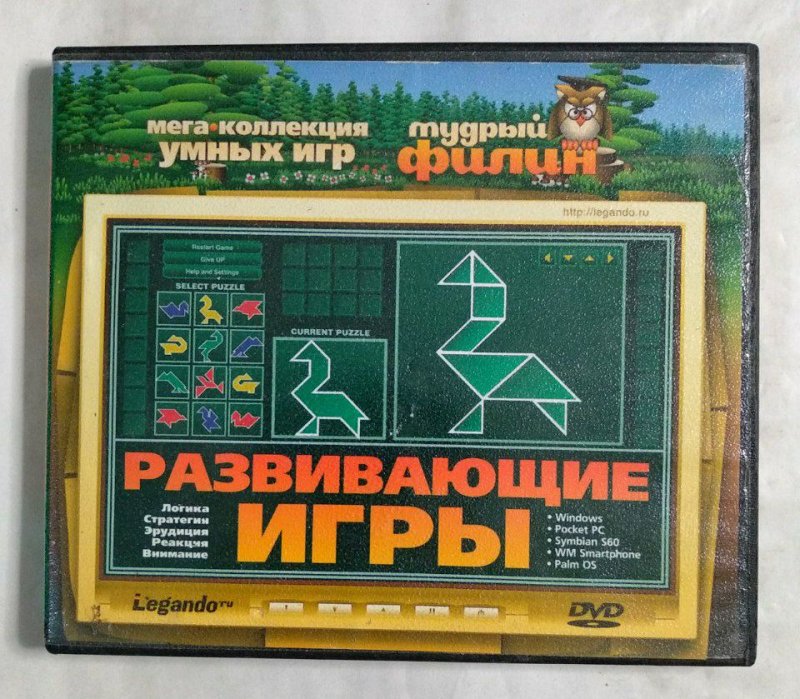 мега•коллекция
умных игр
мудрый
филин
http://legando.ru
Restart Game
Give UP
Help and Settings
SELECT PUZZLE
CURRENT PUZZLE
РАЗВИВАЮЩИЕ
ИГРЫ
Логика
Стратегии
Эрудиция
Реакция
Внимание
• Windows
• Pocket PC
• Symbian S60
• WM Smartphone
• Palm OS
Legando.ru
DVD